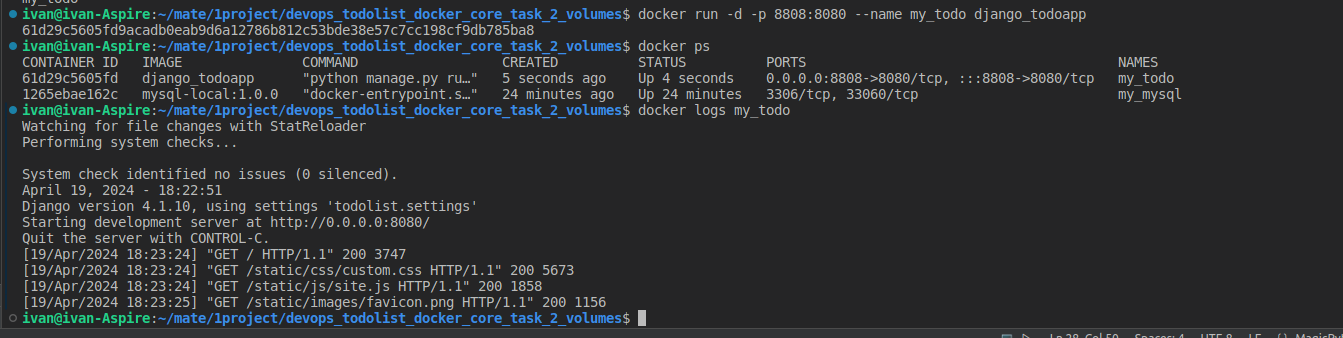 my_todo
ivan@ivan-Aspire:~/mate/1project/devops_todolist_docker_core_task_2_volumes$ docker run -d -p 8808:8080 --name my_todo django_todoapp
61d29c5605fd9acadb0eab9d6a12786b812c53bde38e57c7cc198cf9db785ba8
ivan@ivan-Aspire:~/mate/1project/devops_todolist_docker_core_task_2_volumes$ docker ps
CONTAINER ID   IMAGE                COMMAND                  CREATED          STATUS          PORTS                                       NAMES
61d29c5605fd   django_todoapp       "python manage.py ru…"   5 seconds ago    Up 4 seconds    0.0.0.0:8808->8080/tcp, :::8808->8080/tcp   my_todo
1265ebae162c   mysql-local:1.0.0    "docker-entrypoint.s…"   24 minutes ago   Up 24 minutes   3306/tcp, 33060/tcp                         my_mysql
ivan@ivan-Aspire:~/mate/1project/devops_todolist_docker_core_task_2_volumes$ docker logs my_todo
Watching for file changes with StatReloader
Performing system checks...
System check identified no issues (0 silenced).
April 19, 2024 - 18:22:51
Django version 4.1.10, using settings 'todolist.settings'
Starting development server at http://0.0.0.0:8080/
Quit the server with CONTROL-C.
[19/Apr/2024 18:23:24] "GET / HTTP/1.1" 200 3747
[19/Apr/2024 18:23:24] "GET /static/css/custom.css HTTP/1.1" 200 5673
[19/Apr/2024 18:23:24] "GET /static/js/site.js HTTP/1.1" 200 1858
[19/Apr/2024 18:23:25] "GET /static/images/favicon.png HTTP/1.1" 200 1156
ivan@ivan-Aspire:~/mate/1project/devops_todolist_docker_core_task_2_volumes$
Ln 28, Col 50   Spaces: 4   UTF-8   LF